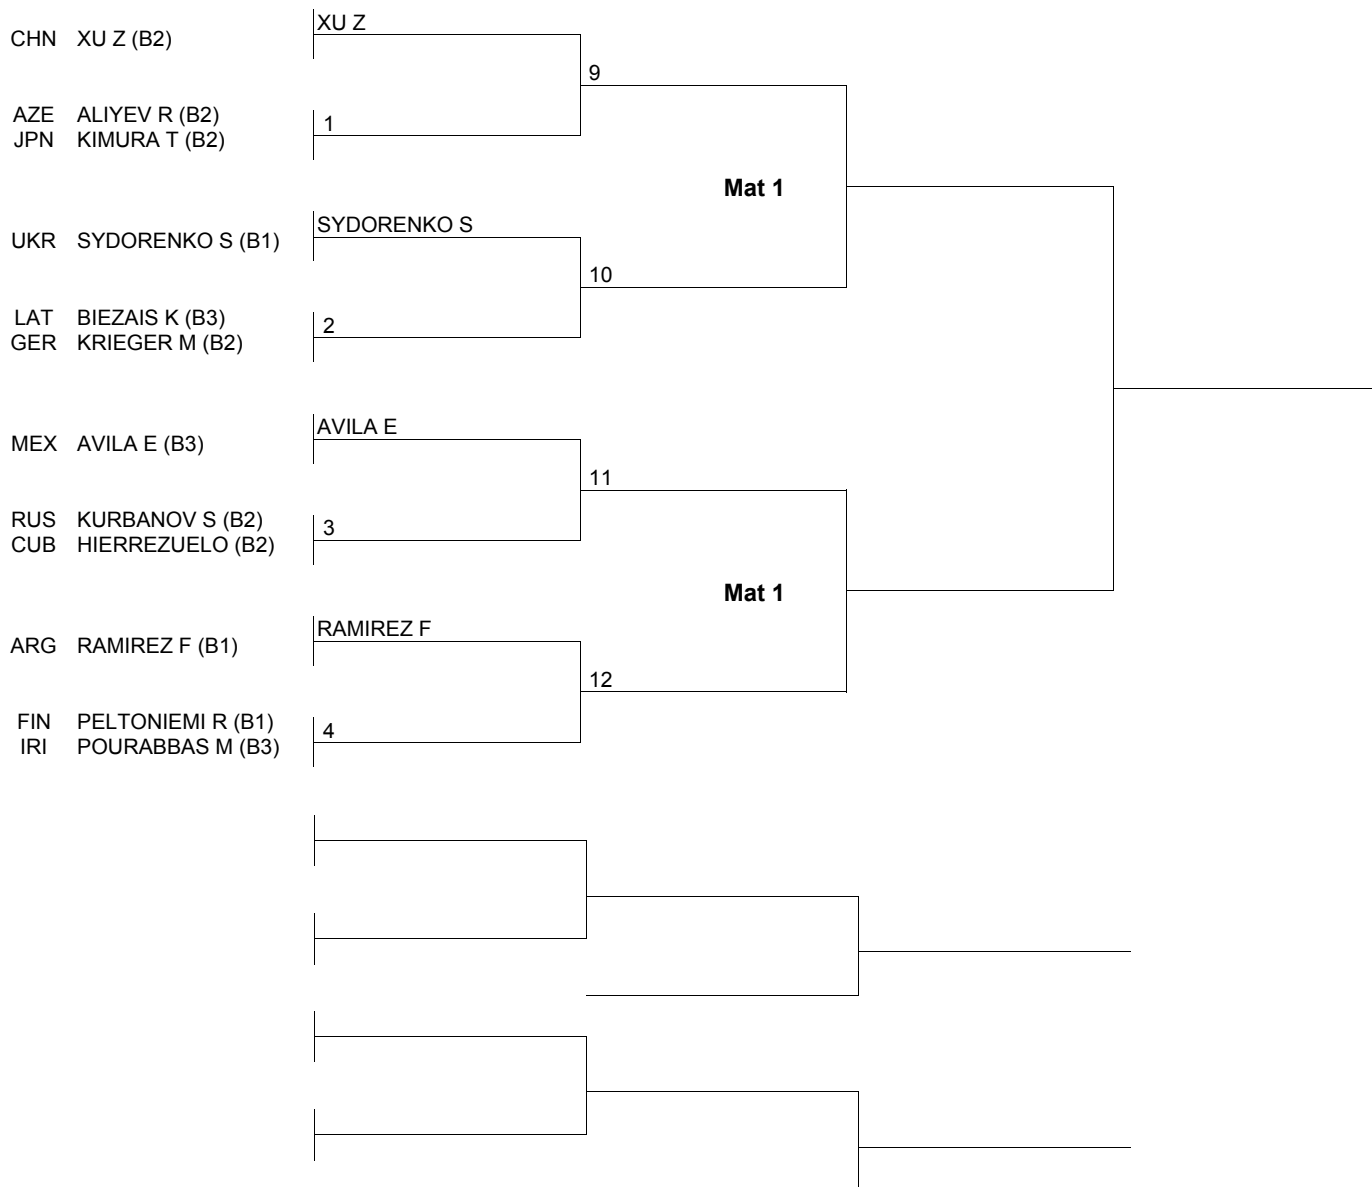 CHN XU Z (B2)
XU Z
9
AZE ALIYEV R (B2)
JPN KIMURA T (B2)
1
Mat 1
UKR SYDORENKO S (B1)
SYDORENKO S
10
LAT BIEZAIS K (B3)
GER KRIEGER M (B2)
2
MEX AVILA E (B3)
AVILA E
11
RUS KURBANOV S (B2)
CUB HIERREZUELO (B2)
3
Mat 1
ARG RAMIREZ F (B1)
RAMIREZ F
12
FIN PELTONIEMI R (B1)
IRI POURABBAS M (B3)
4